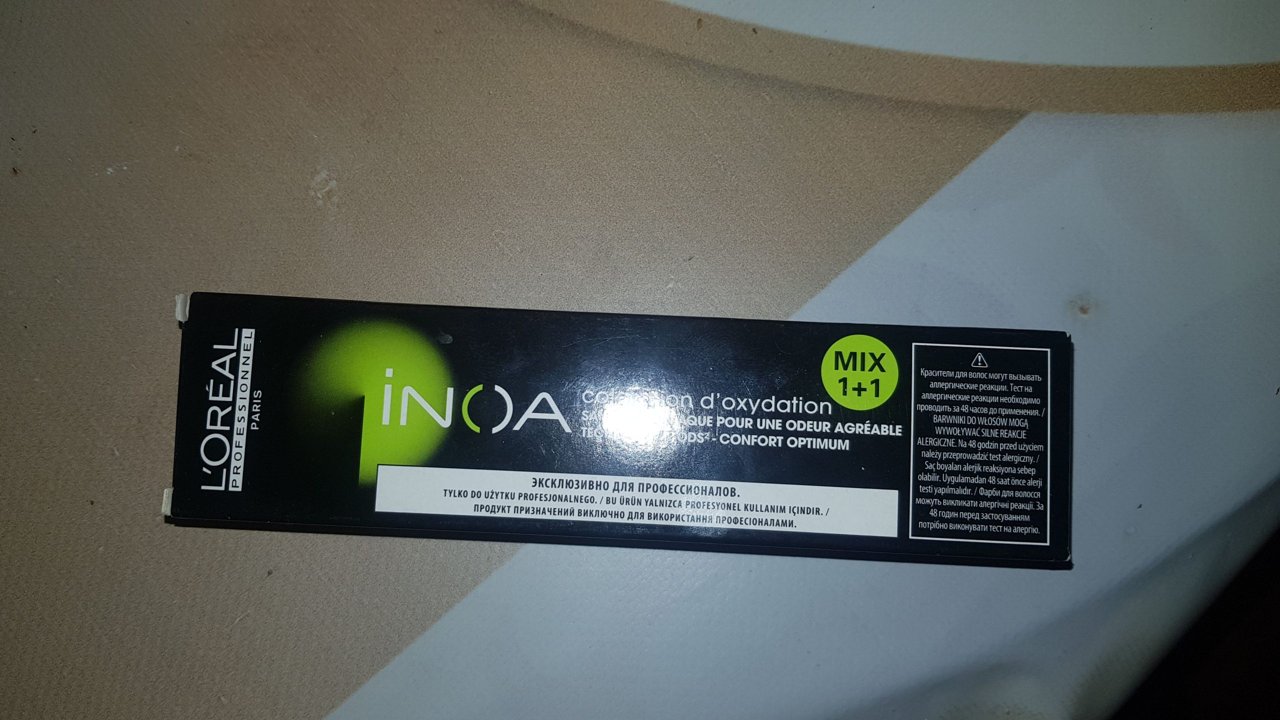 L'ORÉAL
PROFESSIONNEL
PARIS
iNOA
d'oxydation
POUR UNE ODEUR AGRÉABLE
- CONFORT OPTIMUM
MIX
1+1
ЭКСКЛЮЗИВНО ДЛЯ ПРОФЕССИОНАЛОВ.
TYLKO DO UŻYTKU PROFESJONALNEGO. / BU ÜRÜN YALNIZCA PROFESYONEL KULLANIM IÇINDIR. /
ПРОДУКТ ПРИЗНАЧЕНИЙ ВИКЛЮЧНО ДЛЯ ВИКОРИСТАННЯ ПРОФЕСІОНАЛАМИ.
Красители для волос могут вызывать
аллергические реакции. Тест на
аллергические реакции необходимо
проводить за 48 часов до применения. /
BARWNIKI DO WŁOSÓW MOGĄ
WYWOŁYWAĆ SILNE REAKCJE
ALERGICZNE. Na 48 godzin przed użyciem
należy przeprowadzić test alergiczny. /
Saç boyaları alerjik reaksiyona sebep
olabilir. Uygulamadan 48 saat önce alerji
testi yapılmalıdır. / Фарби для волосся
можуть викликати алергічні реакції. За
48 годин перед застосуванням
потрібно виконувати тест на алергію.